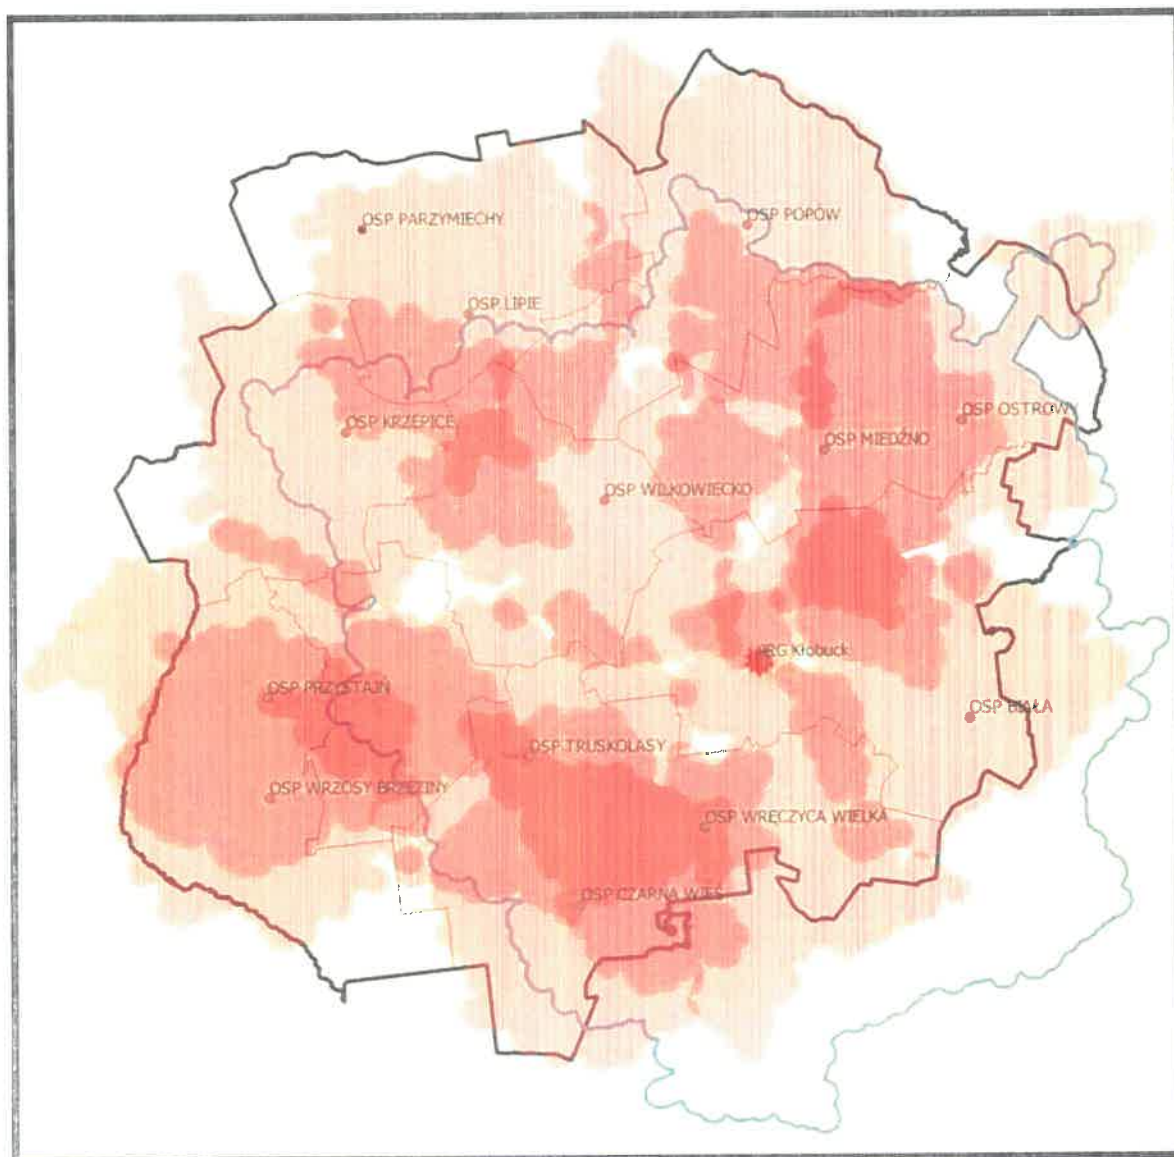 OSP PARZYMIECHY
OSP POPÓW
OSP LIPIE
OSP KRZEPICE
OSP OSTROWY
OSP MIEDŹNO
OSP WILKOWIECKO
JRG Kłobuck
OSP PRZYSTAJŃ
OSP BIAŁA
OSP TRUSKOLASY
OSP WRZOSY BRZEZINY
OSP WRĘCZYCA WIELKA
OSP CZARNA WIEŚ